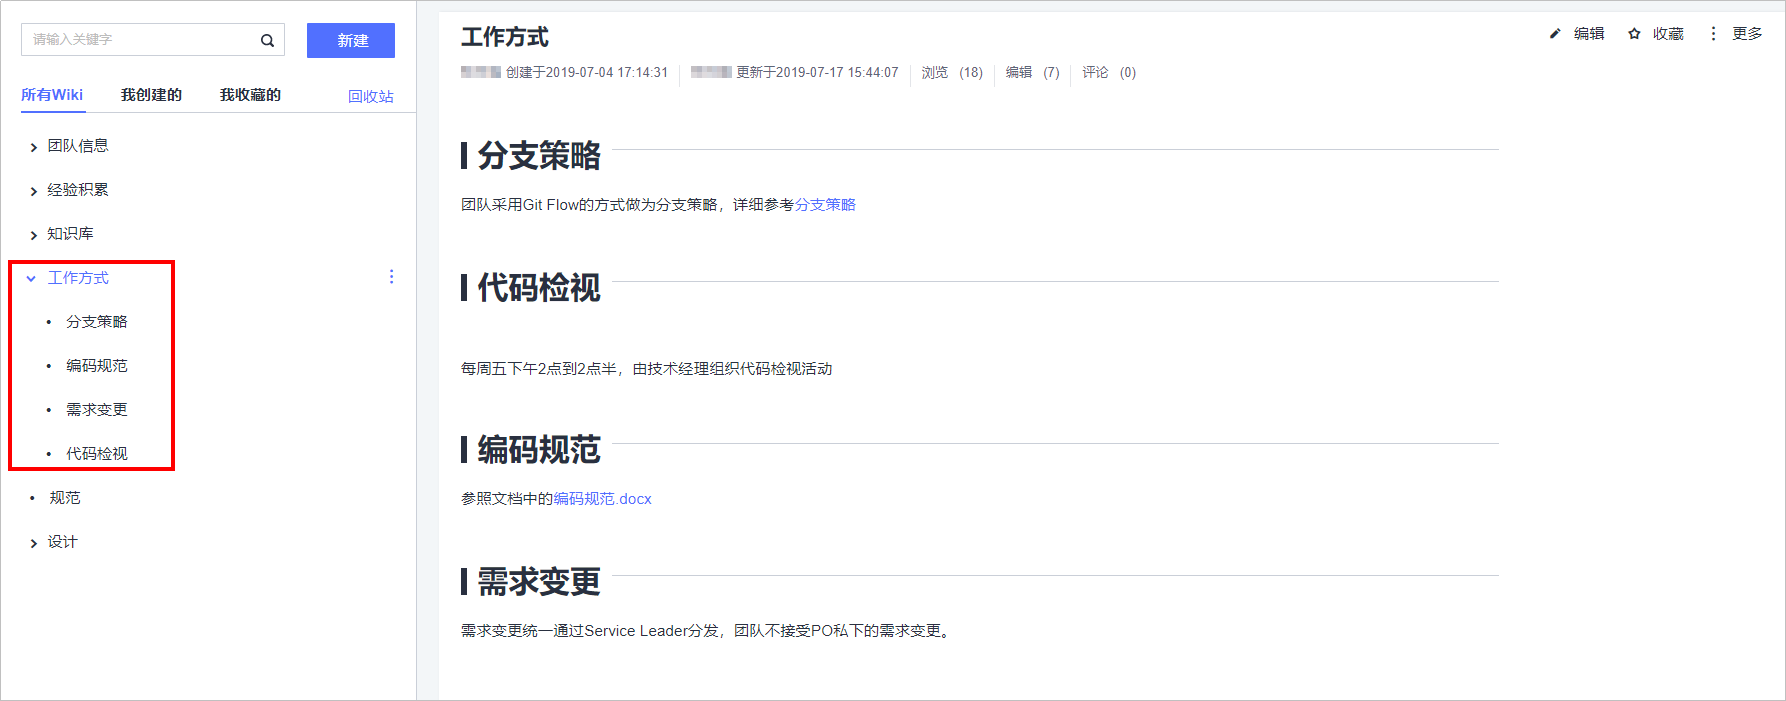 请输入关键字
新建
所有Wiki 我创建的 我收藏的 回收站
团队信息
经验积累
知识库
工作方式
分支策略
编码规范
需求变更
代码检视
规范
设计
工作方式
编辑 收藏 更多
创建于2019-07-04 17:14:31 更新于2019-07-17 15:44:07 浏览 (18) 编辑 (7) 评论 (0)
分支策略
团队采用Git Flow的方式做为分支策略，详细参考分支策略
代码检视
每周五下午2点到2点半，由技术经理组织代码检视活动
编码规范
参照文档中的编码规范.docx
需求变更
需求变更统一通过Service Leader分发，团队不接受PO私下的需求变更。